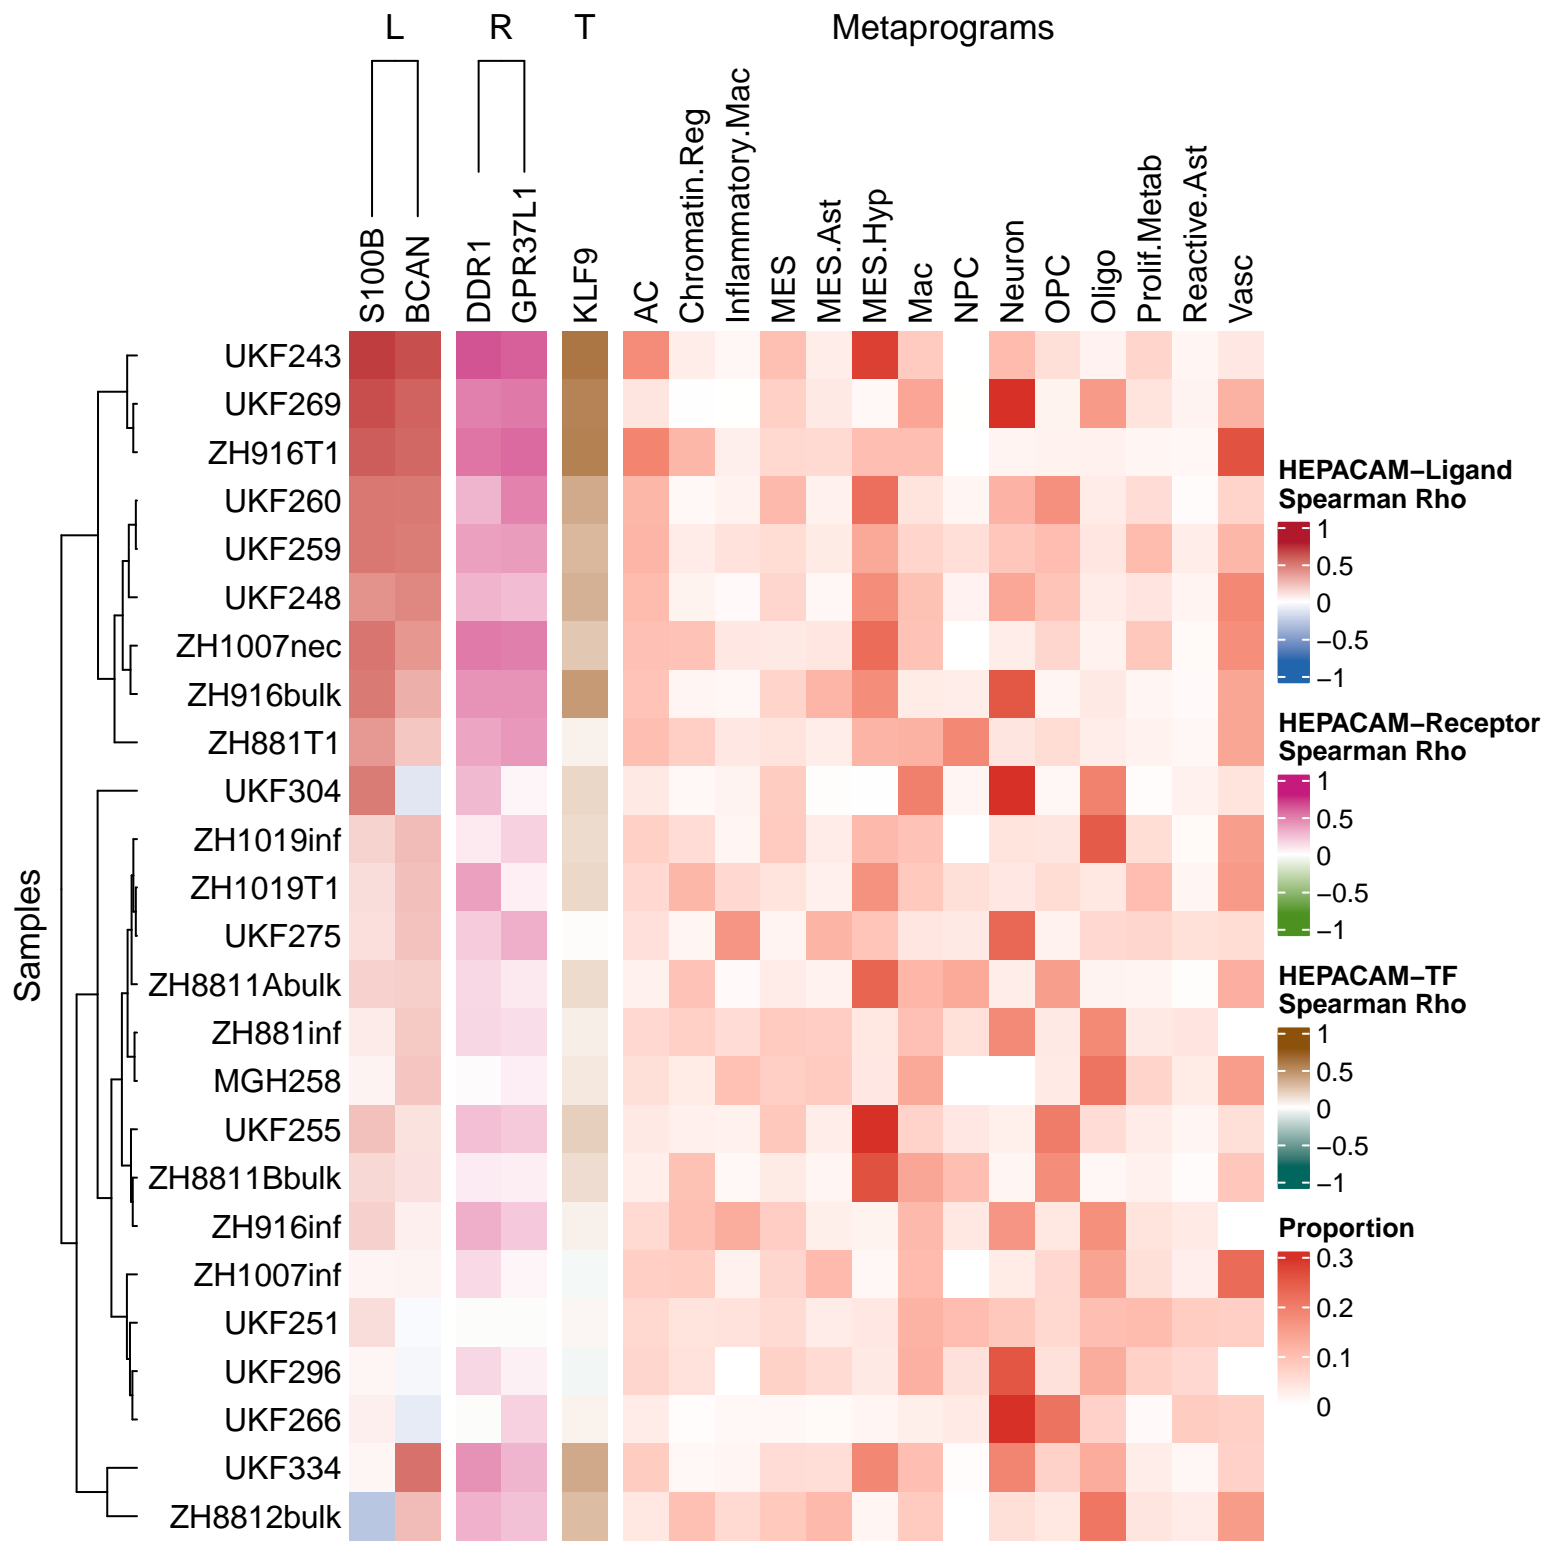 L R T Metaprograms
S100B
BCAN
DDR1
GPR37L1
KLF9
AC
Chromatin.Reg
Inflammatory.Mac
MES
MES.Ast
MES.Hyp
Mac
NPC
Neuron
OPC
Oligo
Prolif.Metab
Reactive.Ast
Vasc
Samples
UKF243
UKF269
ZH916T1
UKF260
UKF259
UKF248
ZH1007nec
ZH916bulk
ZH881T1
UKF304
ZH1019inf
ZH1019T1
UKF275
ZH8811Abulk
ZH881inf
MGH258
UKF255
ZH8811Bbulk
ZH916inf
ZH1007inf
UKF251
UKF296
UKF266
UKF334
ZH8812bulk
HEPACAM−Ligand
Spearman Rho
1
0.5
0
−0.5
−1
HEPACAM−Receptor
Spearman Rho
1
0.5
0
−0.5
−1
HEPACAM−TF
Spearman Rho
1
0.5
0
−0.5
−1
Proportion
0.3
0.2
0.1
0